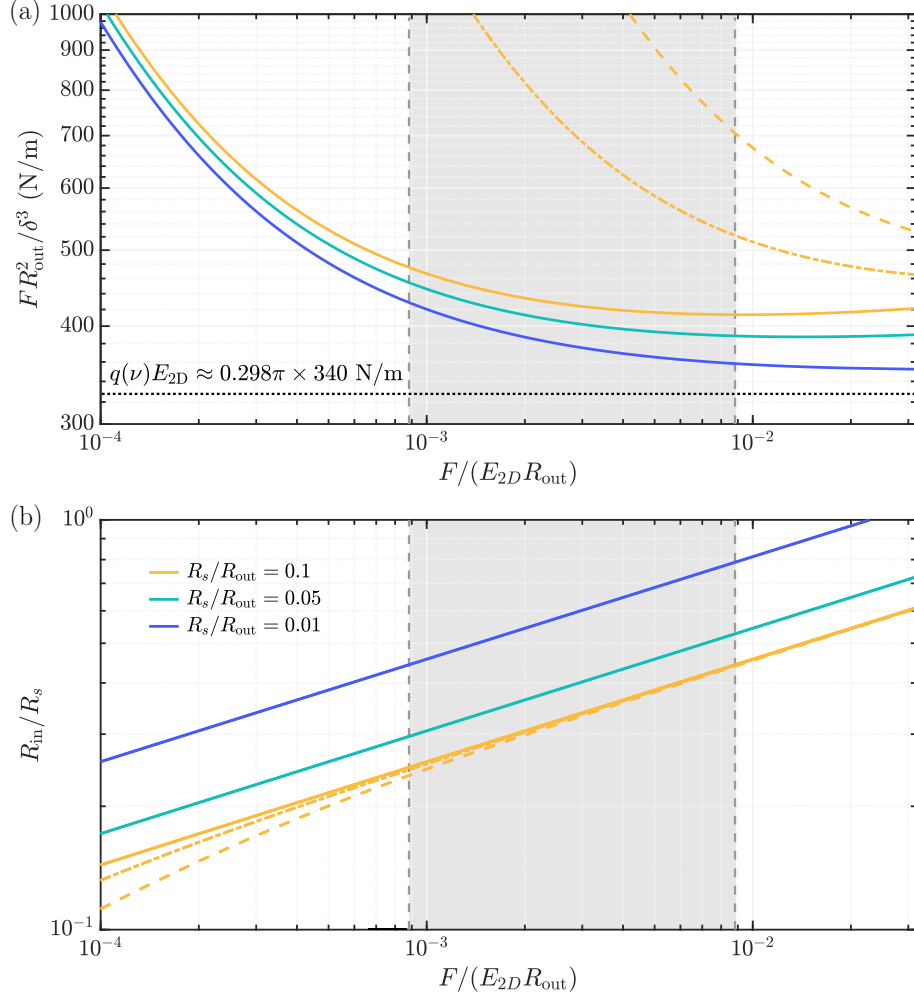 (a)
1000
900
800
700
600
500
400
300
FR²ₒᵤₜ/δ³ (N/m)
q(ν)E₂D ≈ 0.298π × 340 N/m
10⁻⁴
10⁻³
10⁻²
F/(E₂DRₒᵤₜ)
(b)
10⁰
10⁻¹
Rᵢₙ/Rₛ
Rₛ/Rₒᵤₜ = 0.1
Rₛ/Rₒᵤₜ = 0.05
Rₛ/Rₒᵤₜ = 0.01
10⁻⁴
10⁻³
10⁻²
F/(E₂DRₒᵤₜ)